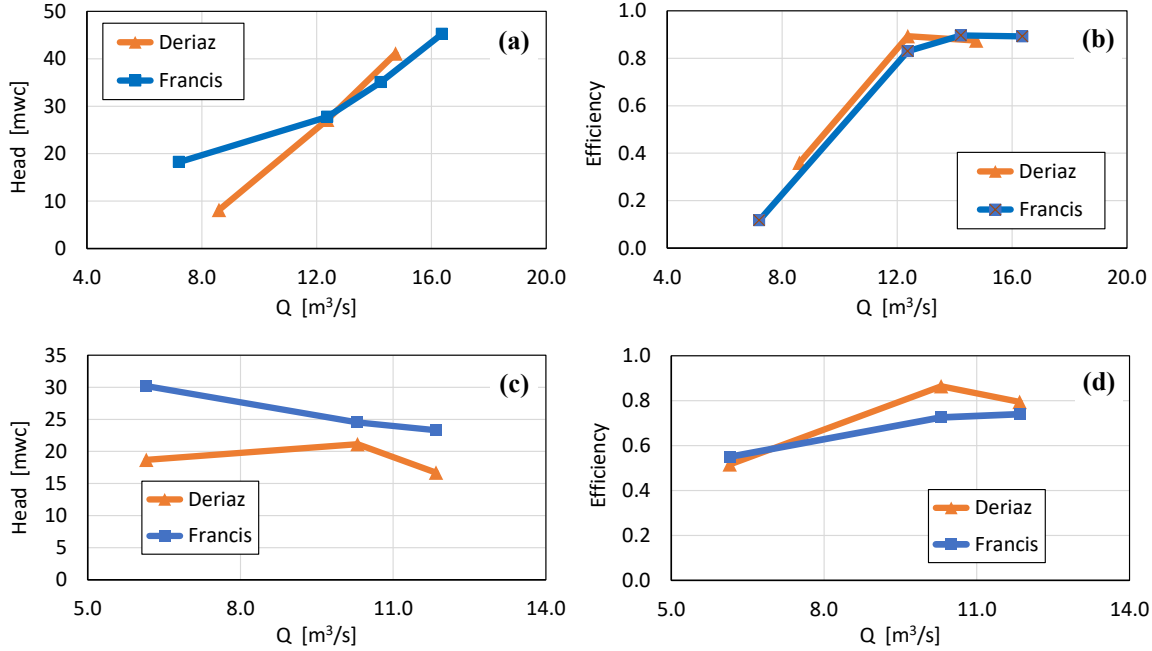 50
40
30
20
10
0
Head [mwc]
Deriaz
Francis
(a)
4.0 8.0 12.0 16.0 20.0
Q [m³/s]
1.0
0.8
0.6
0.4
0.2
0.0
Efficiency
(b)
Deriaz
Francis
4.0 8.0 12.0 16.0 20.0
Q [m³/s]
35
30
25
20
15
10
5
0
Head [mwc]
(c)
Deriaz
Francis
5.0 8.0 11.0 14.0
Q [m³/s]
1.0
0.8
0.6
0.4
0.2
0.0
Efficiency
(d)
Deriaz
Francis
5.0 8.0 11.0 14.0
Q [m³/s]